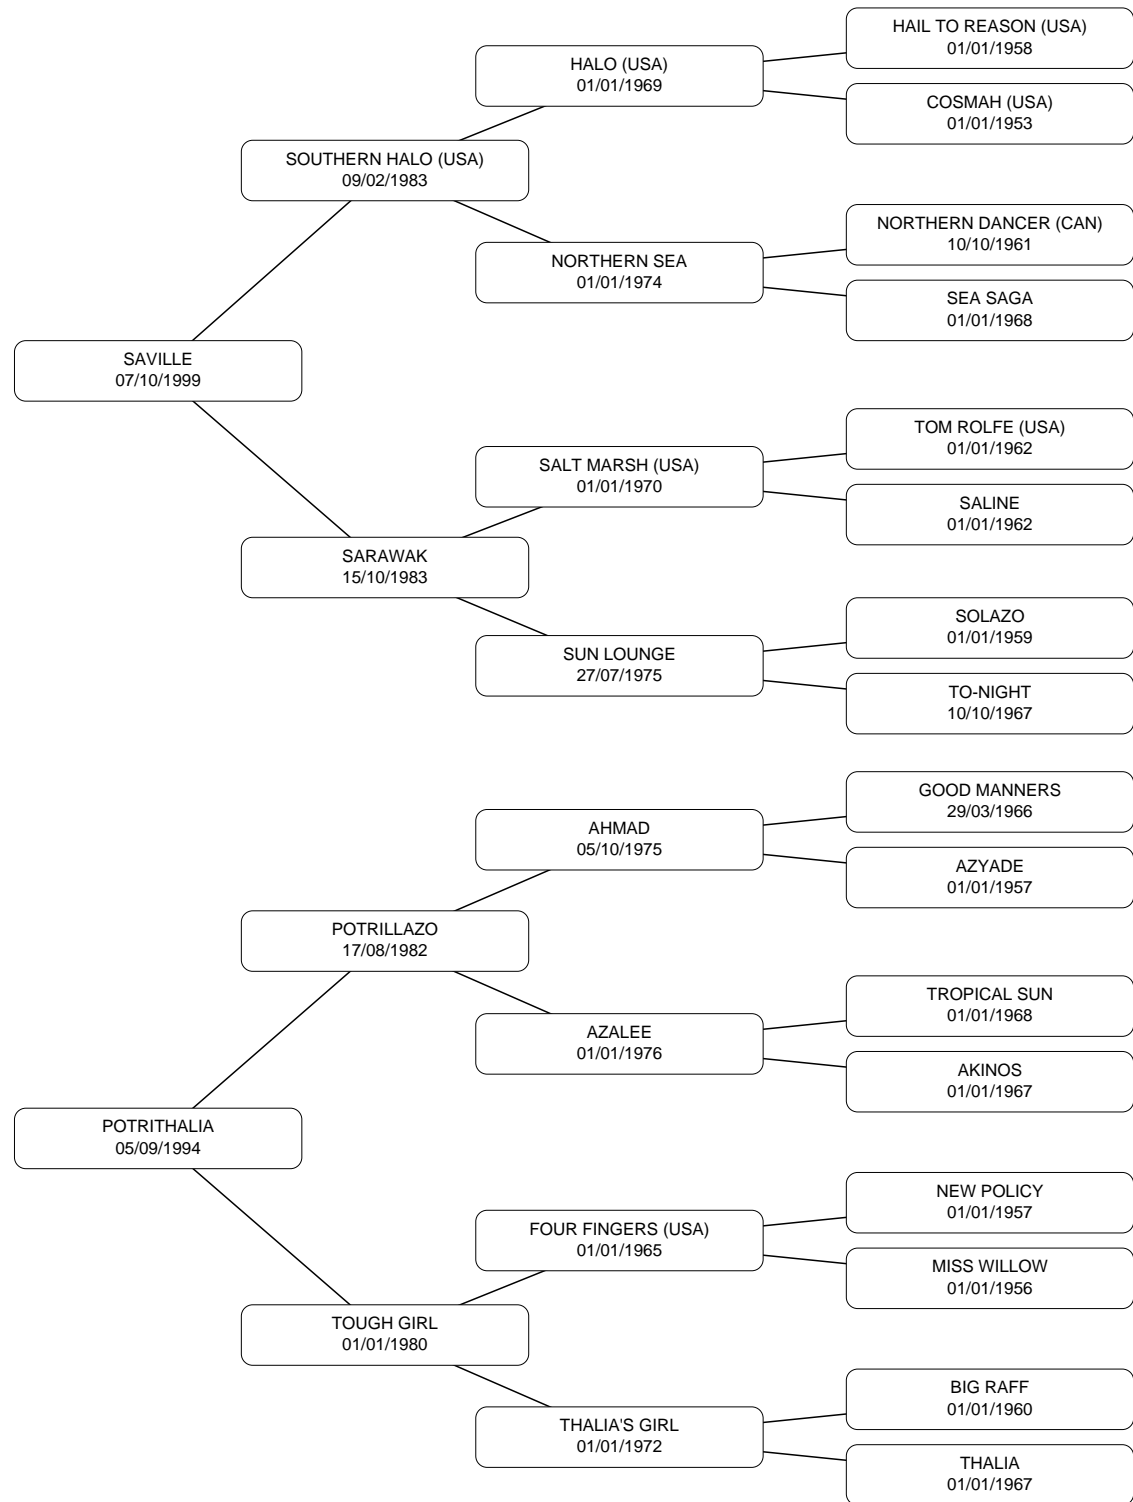 HAIL TO REASON (USA)
01/01/1958
HALO (USA)
01/01/1969
COSMAH (USA)
01/01/1953
SOUTHERN HALO (USA)
09/02/1983
NORTHERN DANCER (CAN)
10/10/1961
NORTHERN SEA
01/01/1974
SEA SAGA
01/01/1968
SAVILLE
07/10/1999
TOM ROLFE (USA)
01/01/1962
SALT MARSH (USA)
01/01/1970
SALINE
01/01/1962
SARAWAK
15/10/1983
SOLAZO
01/01/1959
SUN LOUNGE
27/07/1975
TO-NIGHT
10/10/1967
GOOD MANNERS
29/03/1966
AHMAD
05/10/1975
AZYADE
01/01/1957
POTRILLAZO
17/08/1982
TROPICAL SUN
01/01/1968
AZALEE
01/01/1976
AKINOS
01/01/1967
POTRITHALIA
05/09/1994
NEW POLICY
01/01/1957
FOUR FINGERS (USA)
01/01/1965
MISS WILLOW
01/01/1956
TOUGH GIRL
01/01/1980
BIG RAFF
01/01/1960
THALIA'S GIRL
01/01/1972
THALIA
01/01/1967